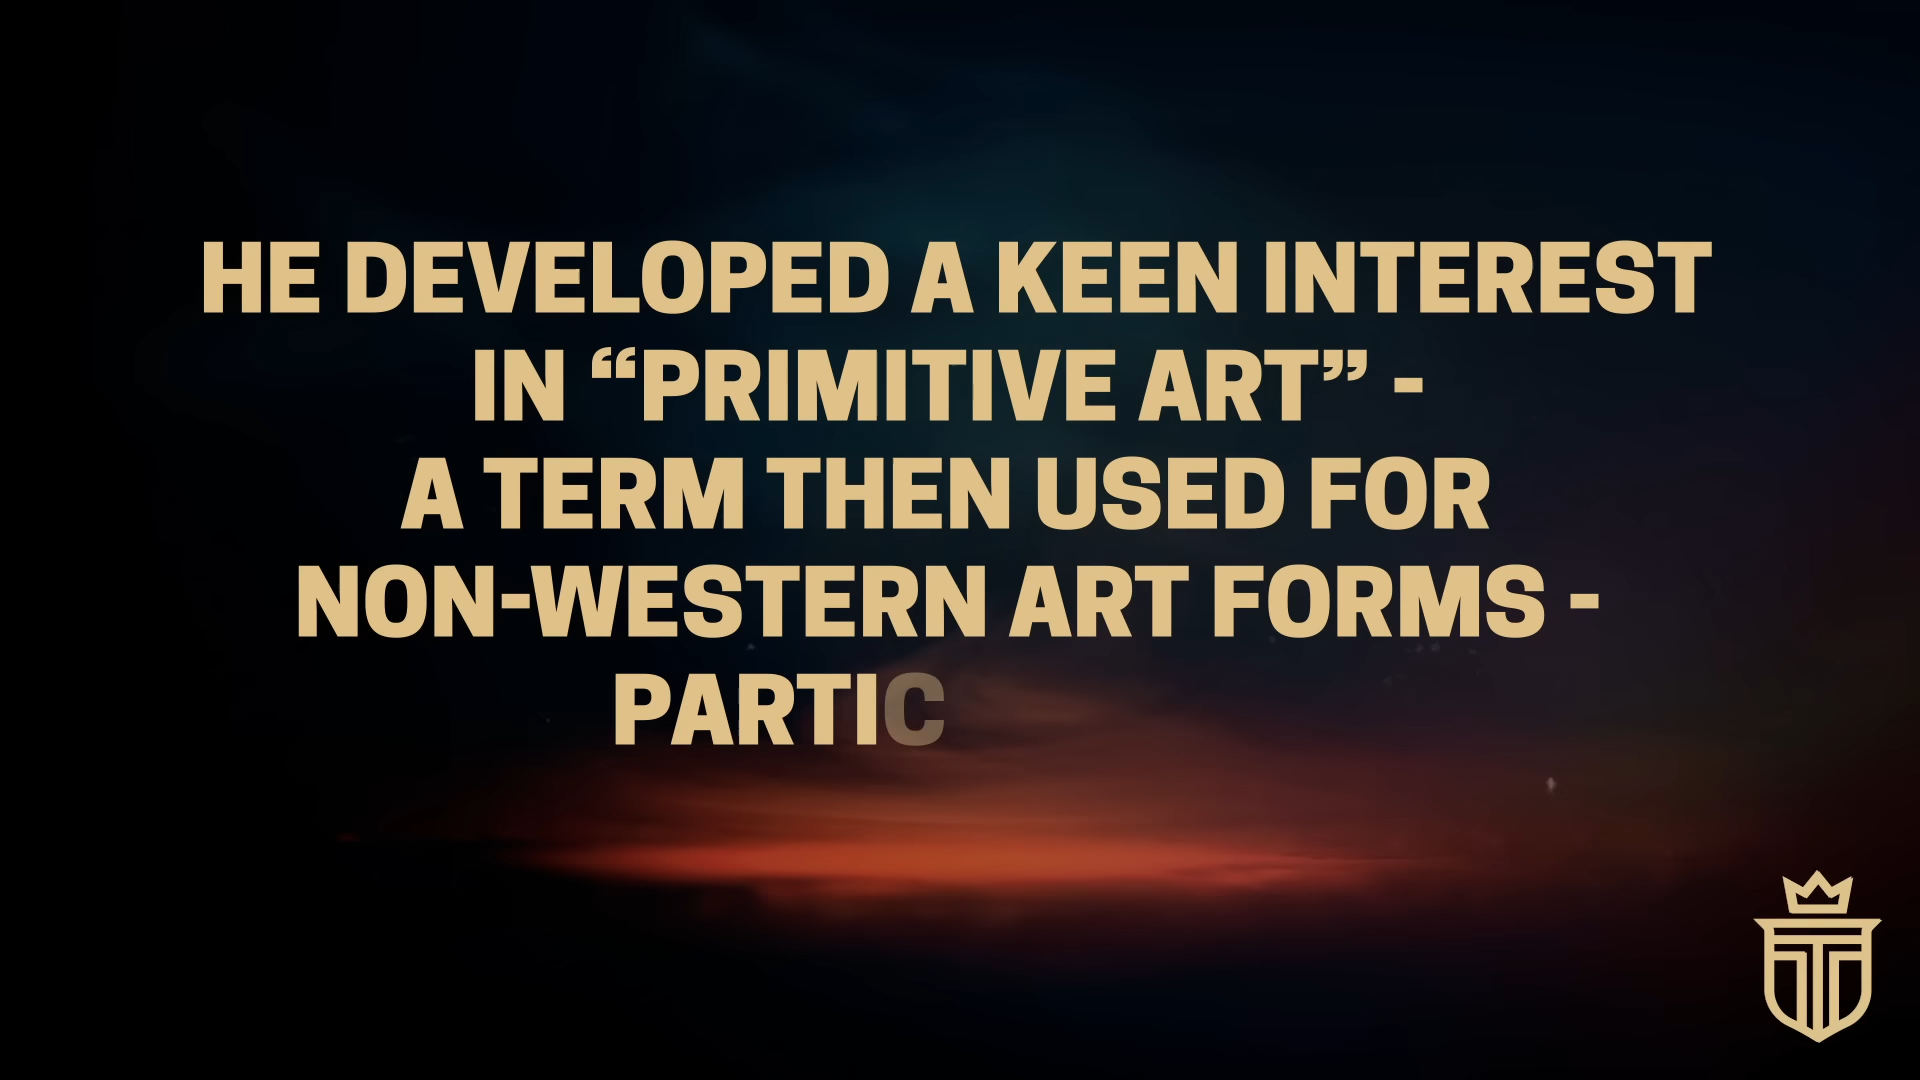 HE DEVELOPED A KEEN INTEREST
IN “PRIMITIVE ART” -
A TERM THEN USED FOR
NON-WESTERN ART FORMS -
PARTIC